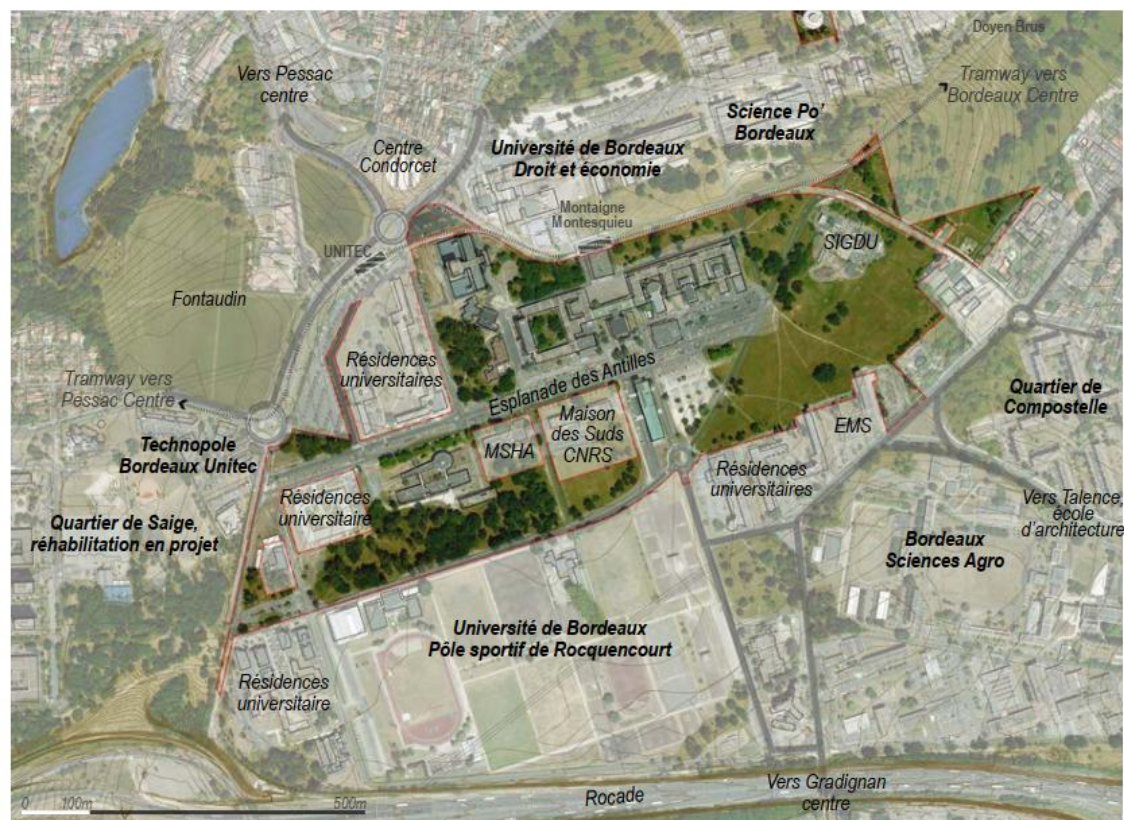 Doyen Brus
Vers Pessac
centre
Tramway vers
Bordeaux Centre
Science Po'
Bordeaux
Centre
Condorcet
Université de Bordeaux
Droit et économie
Montaigne
Montesquieu
SIGDU
UNITEC
Fontaudin
Résidences
universitaires
Esplanade des Antilles
Tramway vers
Pessac Centre
Quartier de
Compostelle
Maison
des Suds
CNRS
MSHA
EMS
Technopole
Bordeaux Unitec
Résidences
universitaires
Résidences
universitaire
Vers Talence,
école
d'architecture
Quartier de Saige,
réhabilitation en projet
Bordeaux
Sciences Agro
Université de Bordeaux
Pôle sportif de Rocquencourt
Résidences
universitaire
Vers Gradignan
centre
Rocade
0 100m 500m